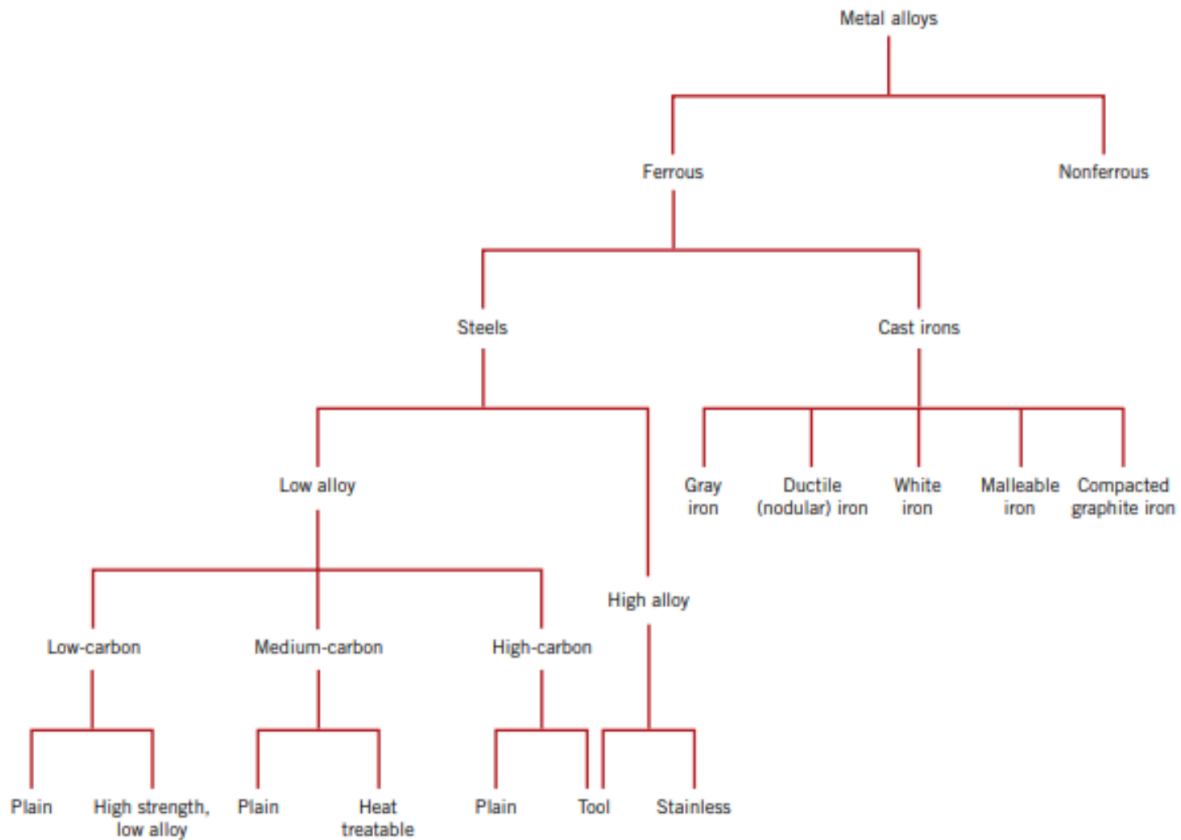 Metal alloys
Ferrous
Nonferrous
Steels
Cast irons
Low alloy
Gray
iron
Ductile
(nodular) iron
White
iron
Malleable
iron
Compacted
graphite iron
High alloy
Low-carbon
Medium-carbon
High-carbon
Plain
High strength,
low alloy
Plain
Heat
treatable
Plain
Tool
Stainless